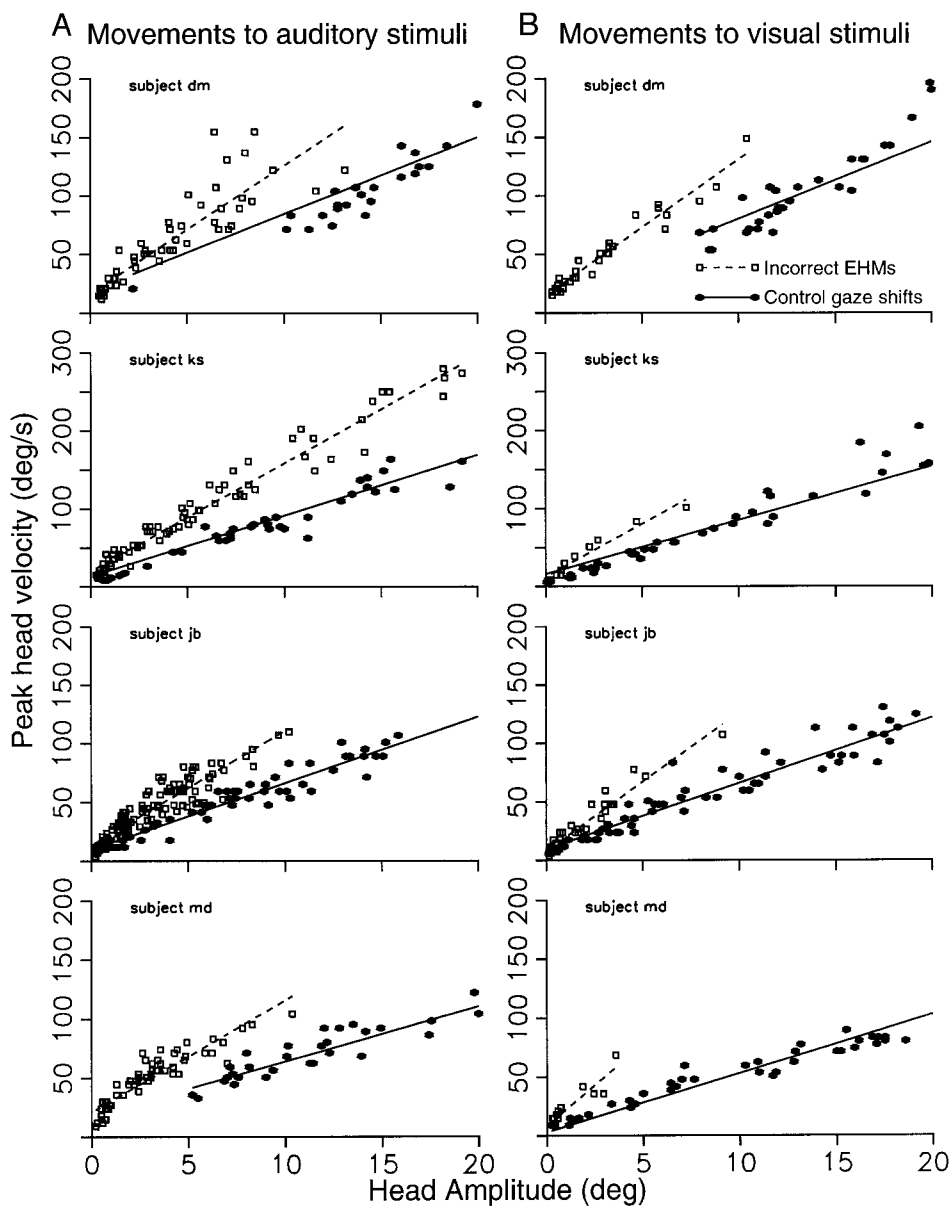 A Movements to auditory stimuli
B Movements to visual stimuli
Peak head velocity (deg/s)
subject dm
200
150
100
50
subject dm
200
150
100
50
Incorrect EHMs
Control gaze shifts
subject ks
300
200
100
subject ks
300
200
100
subject jb
200
150
100
50
subject jb
200
150
100
50
subject md
200
150
100
50
subject md
200
150
100
50
0 5 10 15 20
0 5 10 15 20
Head Amplitude (deg)